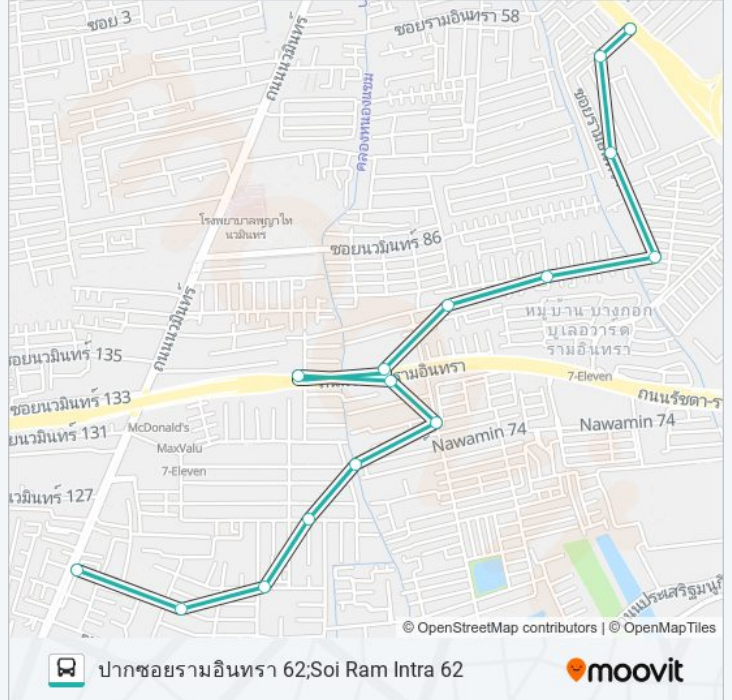 ซอย 3
ซอยรามอินทรา 58
ถนนนวมินทร์
คลองหนองแขม
ซอยรามอินทรา
โรงพยาบาลพญาไท
นวมินทร์
ซอยนวมินทร์ 86
หมู่บ้าน บางกอก
บูเลอวาร์ด
รามอินทรา
ถนนนวมินทร์
ซอยนวมินทร์ 135
รามอินทรา
7-Eleven
ถนนรัชดา-ร
ซอยนวมินทร์ 133
ยนวมินทร์ 131
McDonald's
Nawamin 74
Nawamin 74
MaxValu
7-Eleven
วมินทร์ 127
นนประเสริฐมนูกิ
© OpenStreetMap contributors | © OpenMapTiles
ปากซอยรามอินทรา 62;Soi Ram Intra 62
moovit